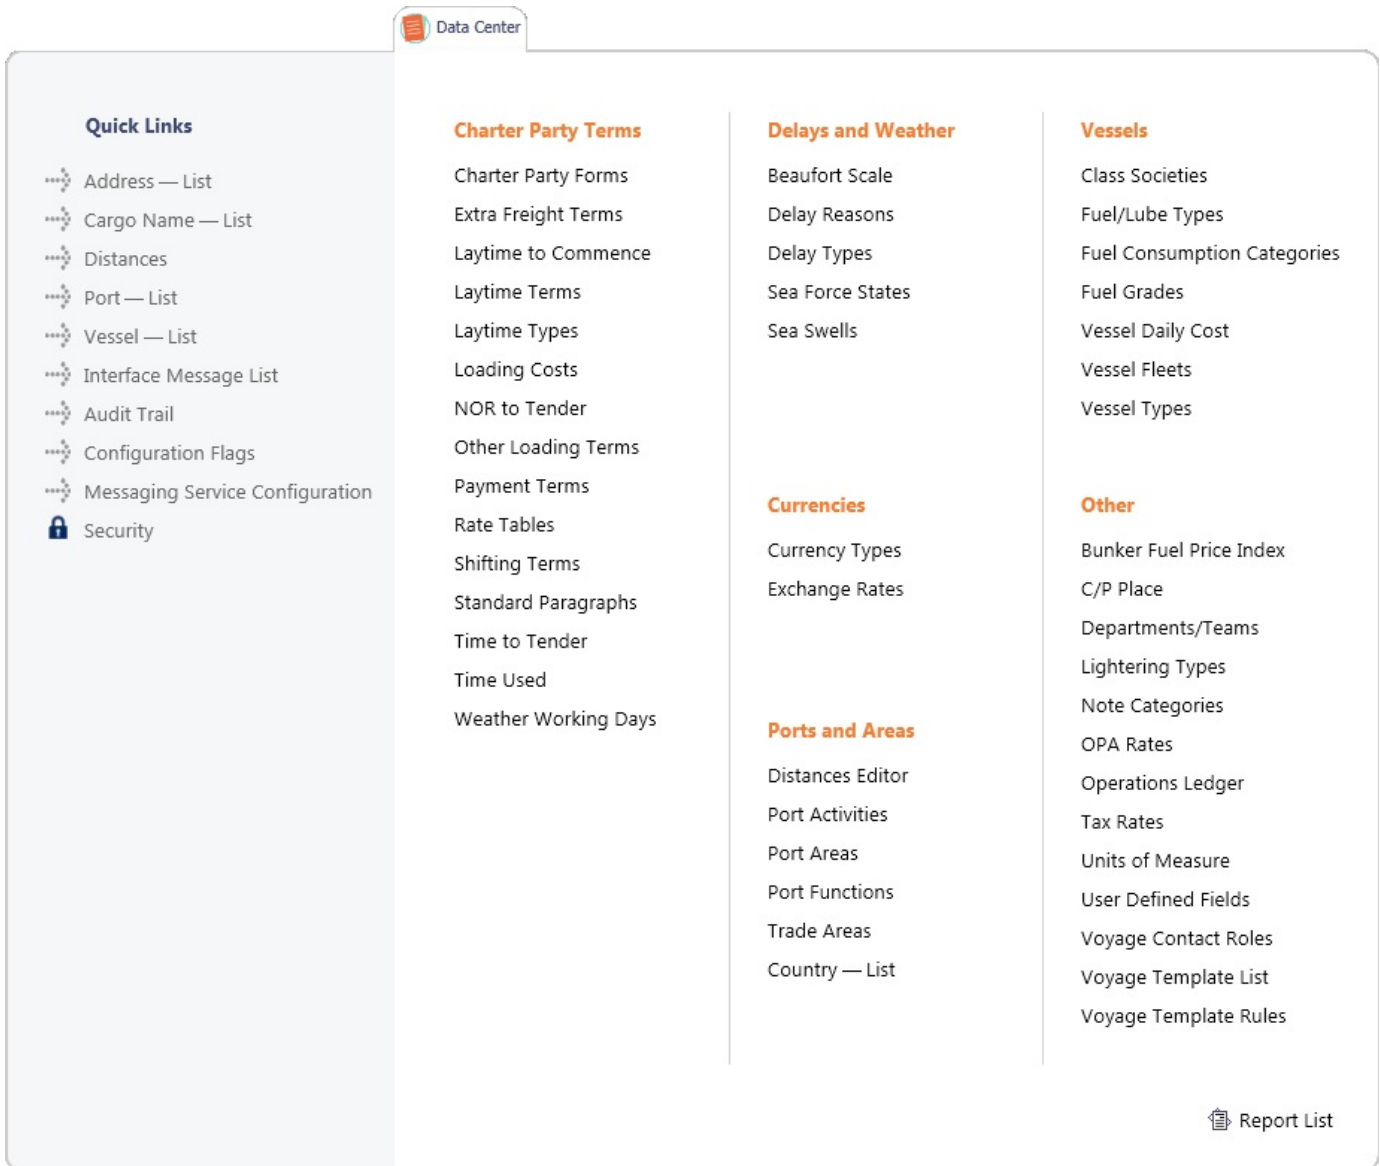 Data Center
Quick Links
Address — List
Cargo Name — List
Distances
Port — List
Vessel — List
Interface Message List
Audit Trail
Configuration Flags
Messaging Service Configuration
Security
Charter Party Terms
Charter Party Forms
Extra Freight Terms
Laytime to Commence
Laytime Terms
Laytime Types
Loading Costs
NOR to Tender
Other Loading Terms
Payment Terms
Rate Tables
Shifting Terms
Standard Paragraphs
Time to Tender
Time Used
Weather Working Days
Delays and Weather
Beaufort Scale
Delay Reasons
Delay Types
Sea Force States
Sea Swells
Currencies
Currency Types
Exchange Rates
Ports and Areas
Distances Editor
Port Activities
Port Areas
Port Functions
Trade Areas
Country — List
Vessels
Class Societies
Fuel/Lube Types
Fuel Consumption Categories
Fuel Grades
Vessel Daily Cost
Vessel Fleets
Vessel Types
Other
Bunker Fuel Price Index
C/P Place
Departments/Teams
Lightering Types
Note Categories
OPA Rates
Operations Ledger
Tax Rates
Units of Measure
User Defined Fields
Voyage Contact Roles
Voyage Template List
Voyage Template Rules
Report List